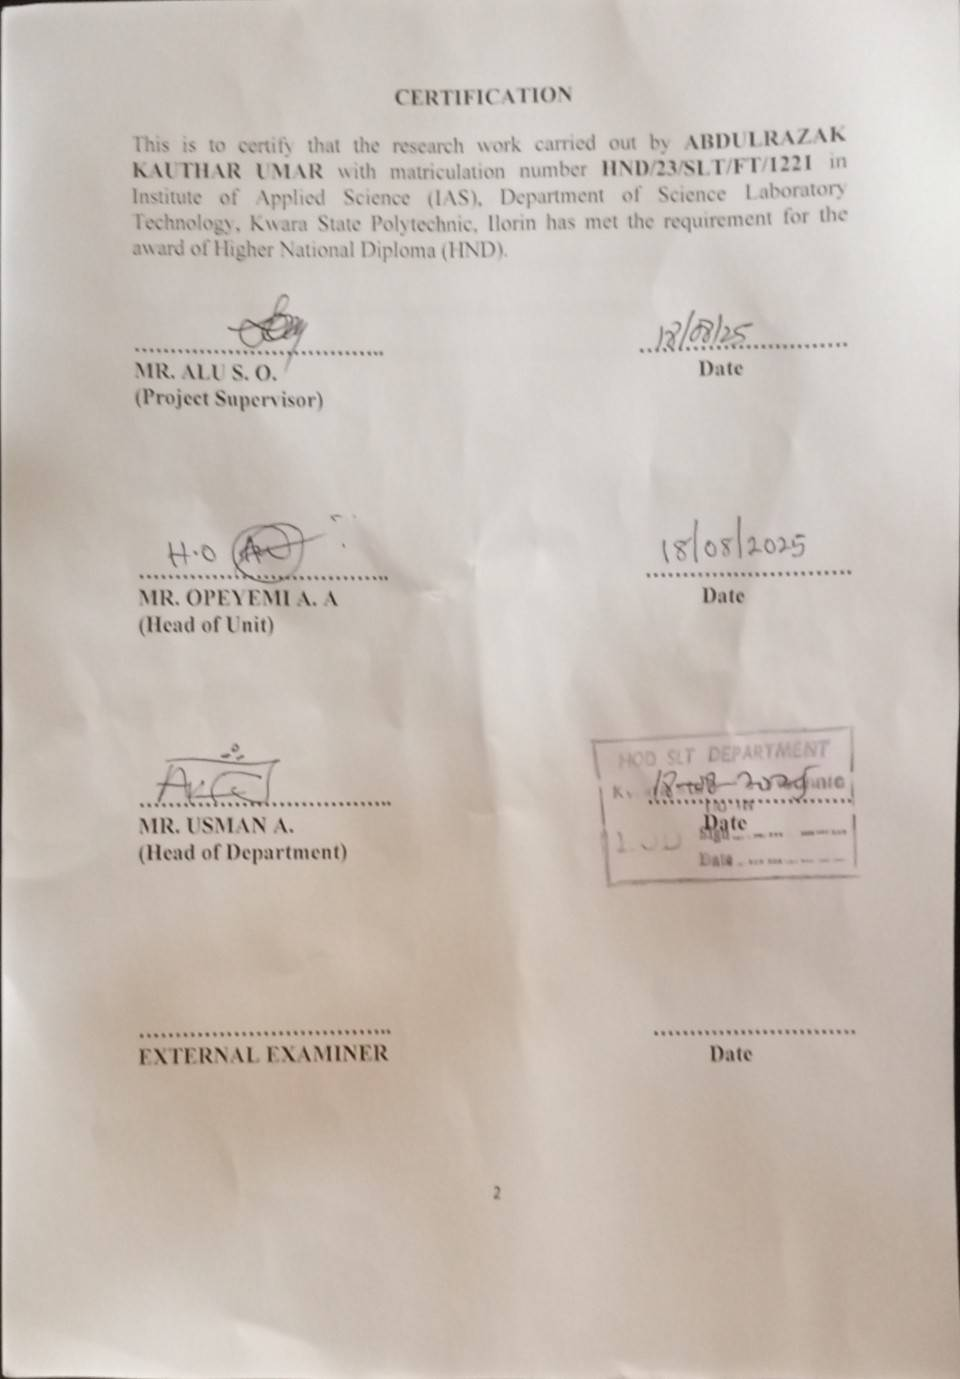 CERTIFICATION
This is to certify that the research work carried out by ABDULRAZAK
KAUTHAR UMAR with matriculation number HND/23/SLT/FT/1221 in
Institute of Applied Science (IAS), Department of Science Laboratory
Technology, Kwara State Polytechnic, Ilorin has met the requirement for the
award of Higher National Diploma (HND).
18/08/25
MR. ALU S. O. Date
(Project Supervisor)
H.O 18/08/2025
MR. OPEYEMI A. A Date
(Head of Unit)
HOD SLT DEPARTMENT
18-08-2025
MR. USMAN A. Date
Sign
(Head of Department) Date
EXTERNAL EXAMINER Date
2